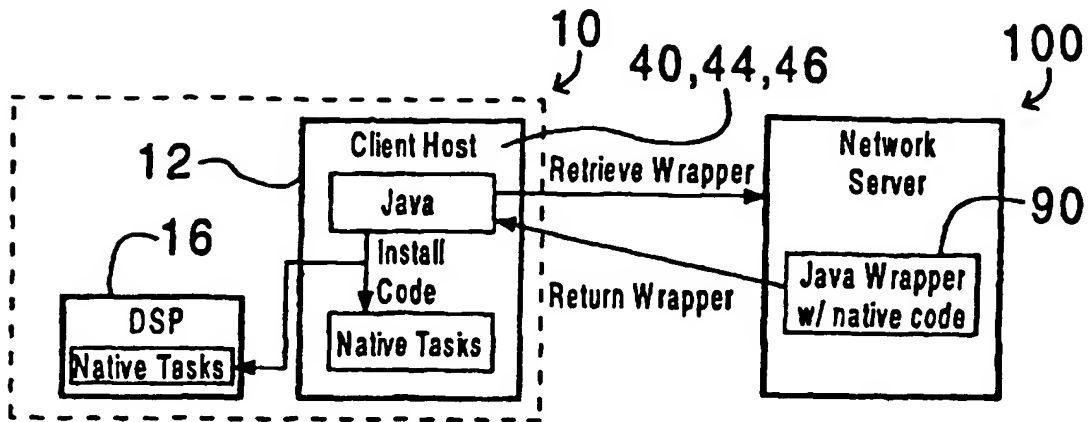 10
40,44,46
100
12
Client Host
Java
Install
Code
Native Tasks
16
DSP
Native Tasks
Retrieve Wrapper
Return Wrapper
Network
Server
90
Java Wrapper
w/ native code